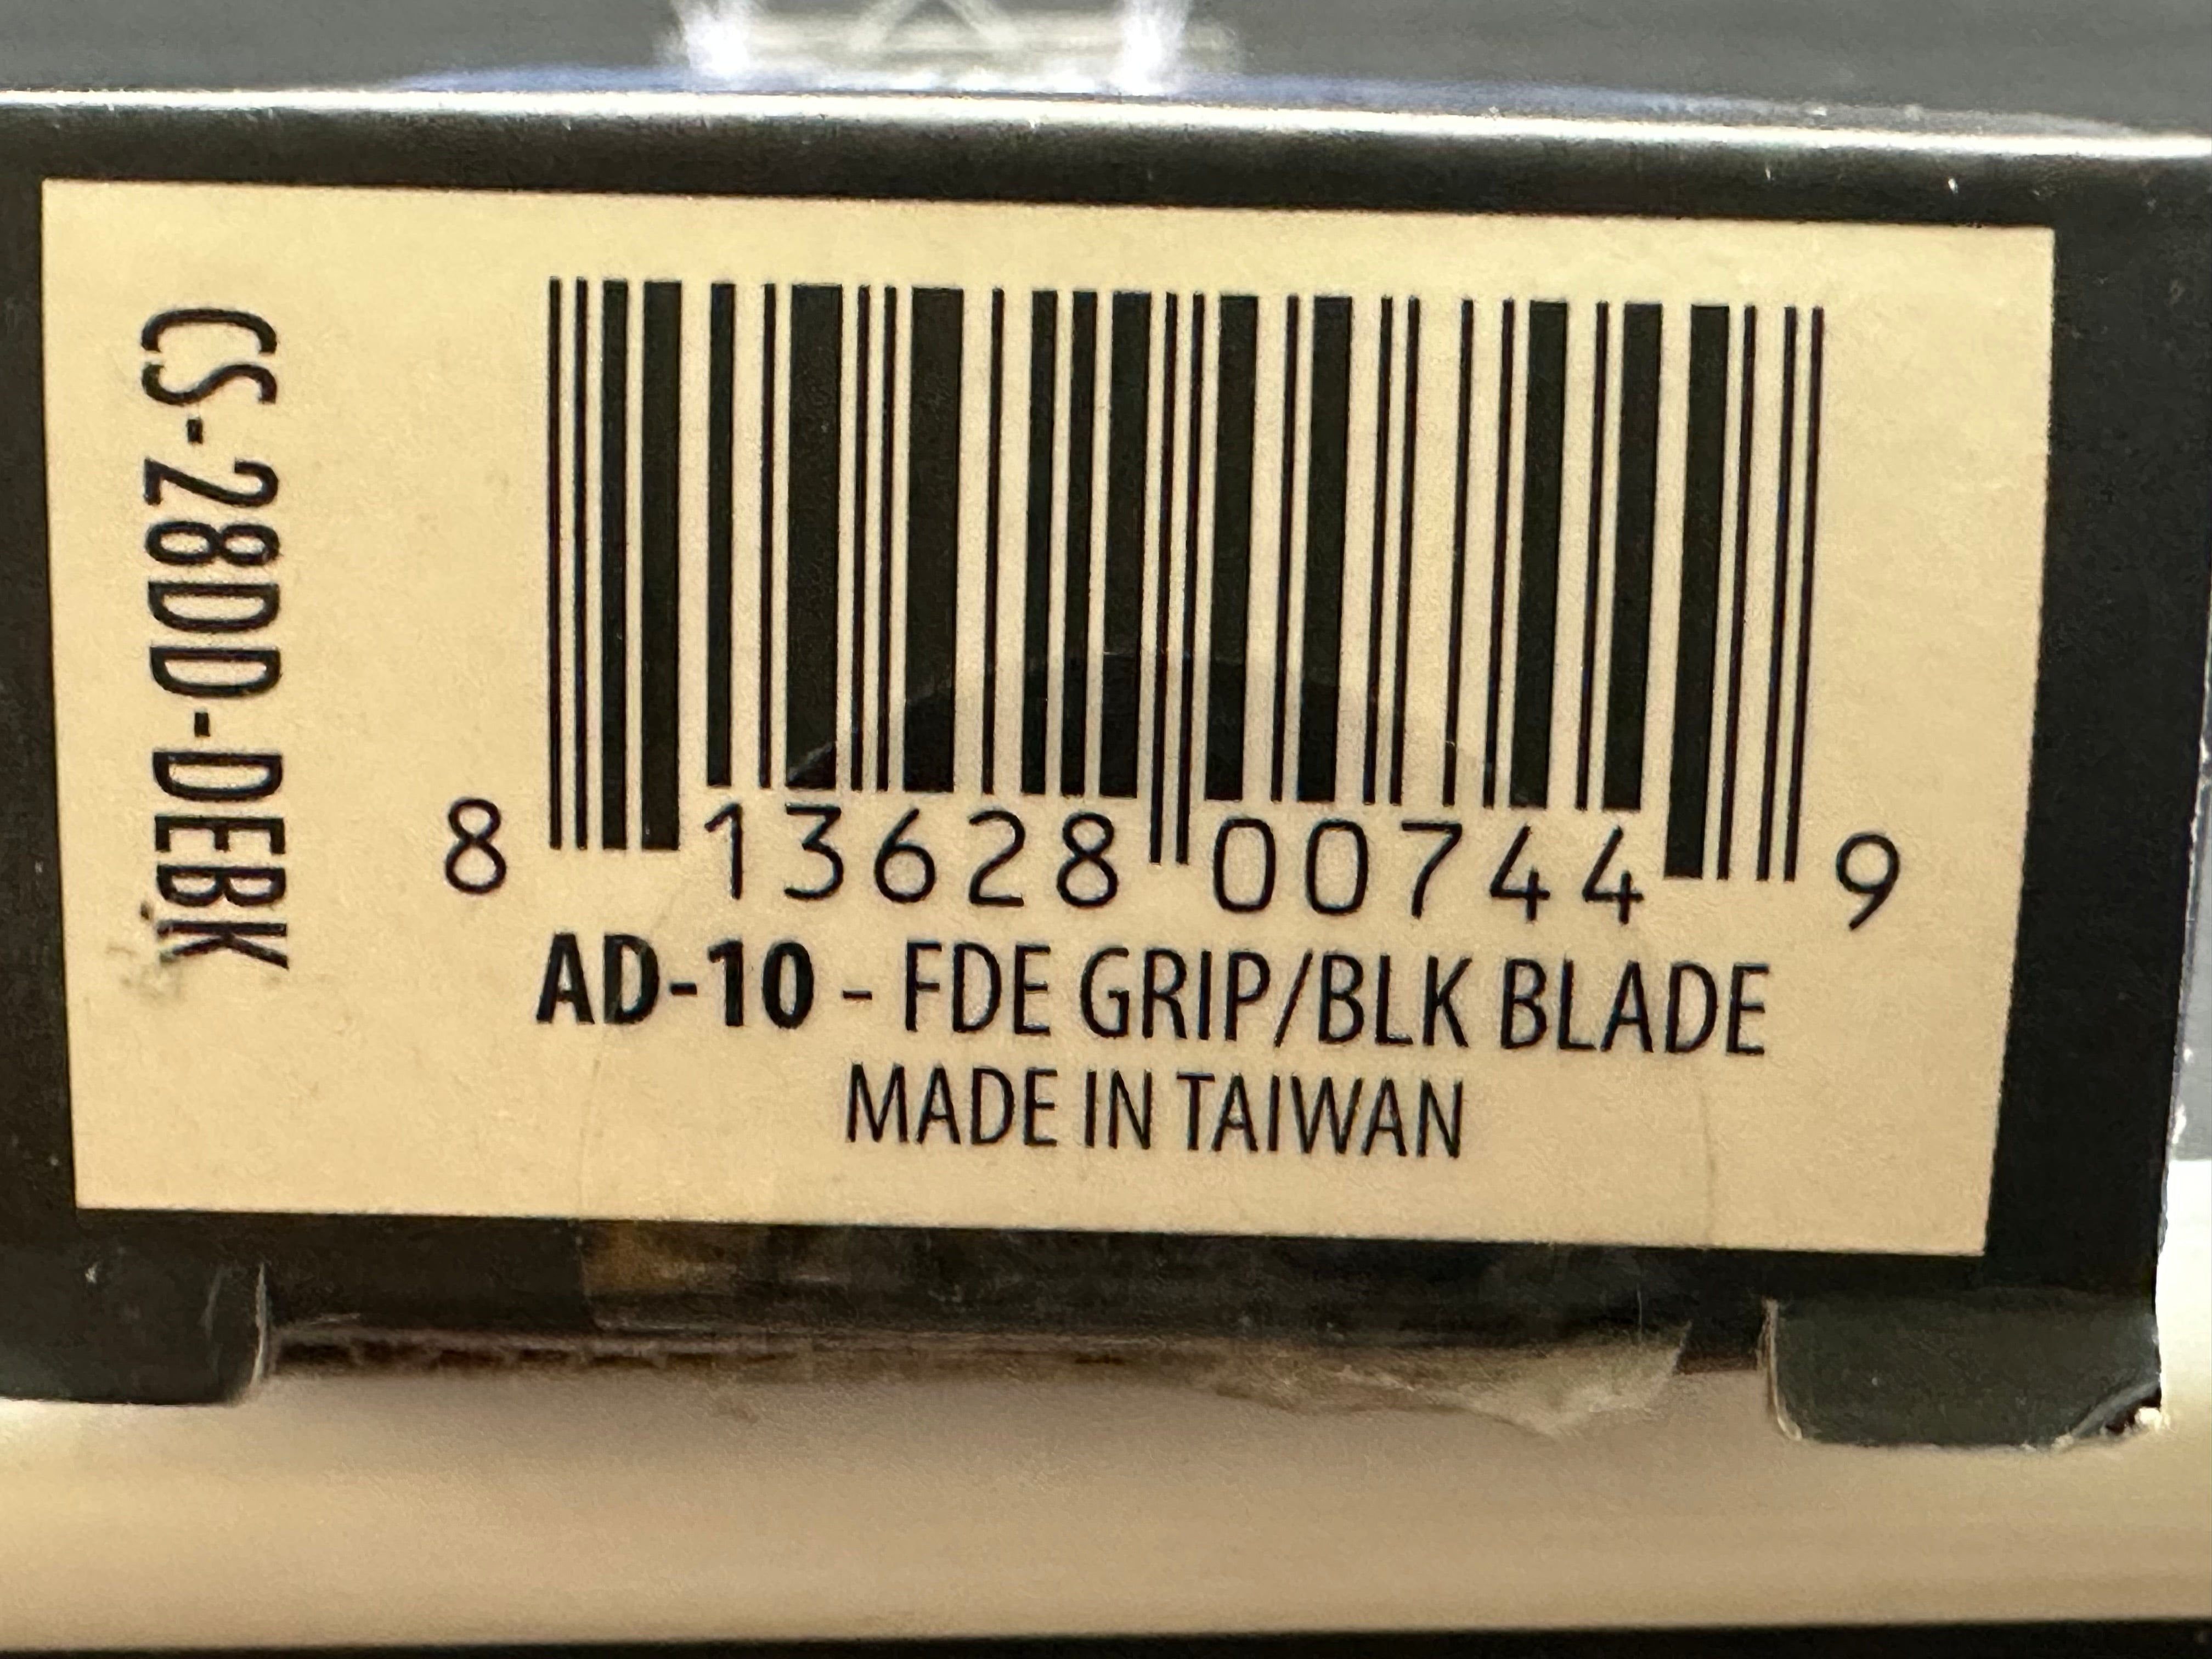 CS-28DD-DEBK
8 13628 00744 9
AD-10 - FDE GRIP/BLK BLADE
MADE IN TAIWAN